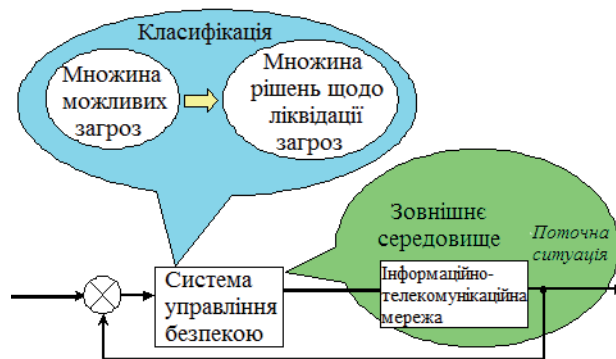 Класифікація
Множина
можливих
загроз
Множина
рішень щодо
ліквідації
загроз
Зовнішнє
середовище
Поточна
ситуація
Система
управління
безпекою
Інформаційно-
телекомунікаційна
мережа